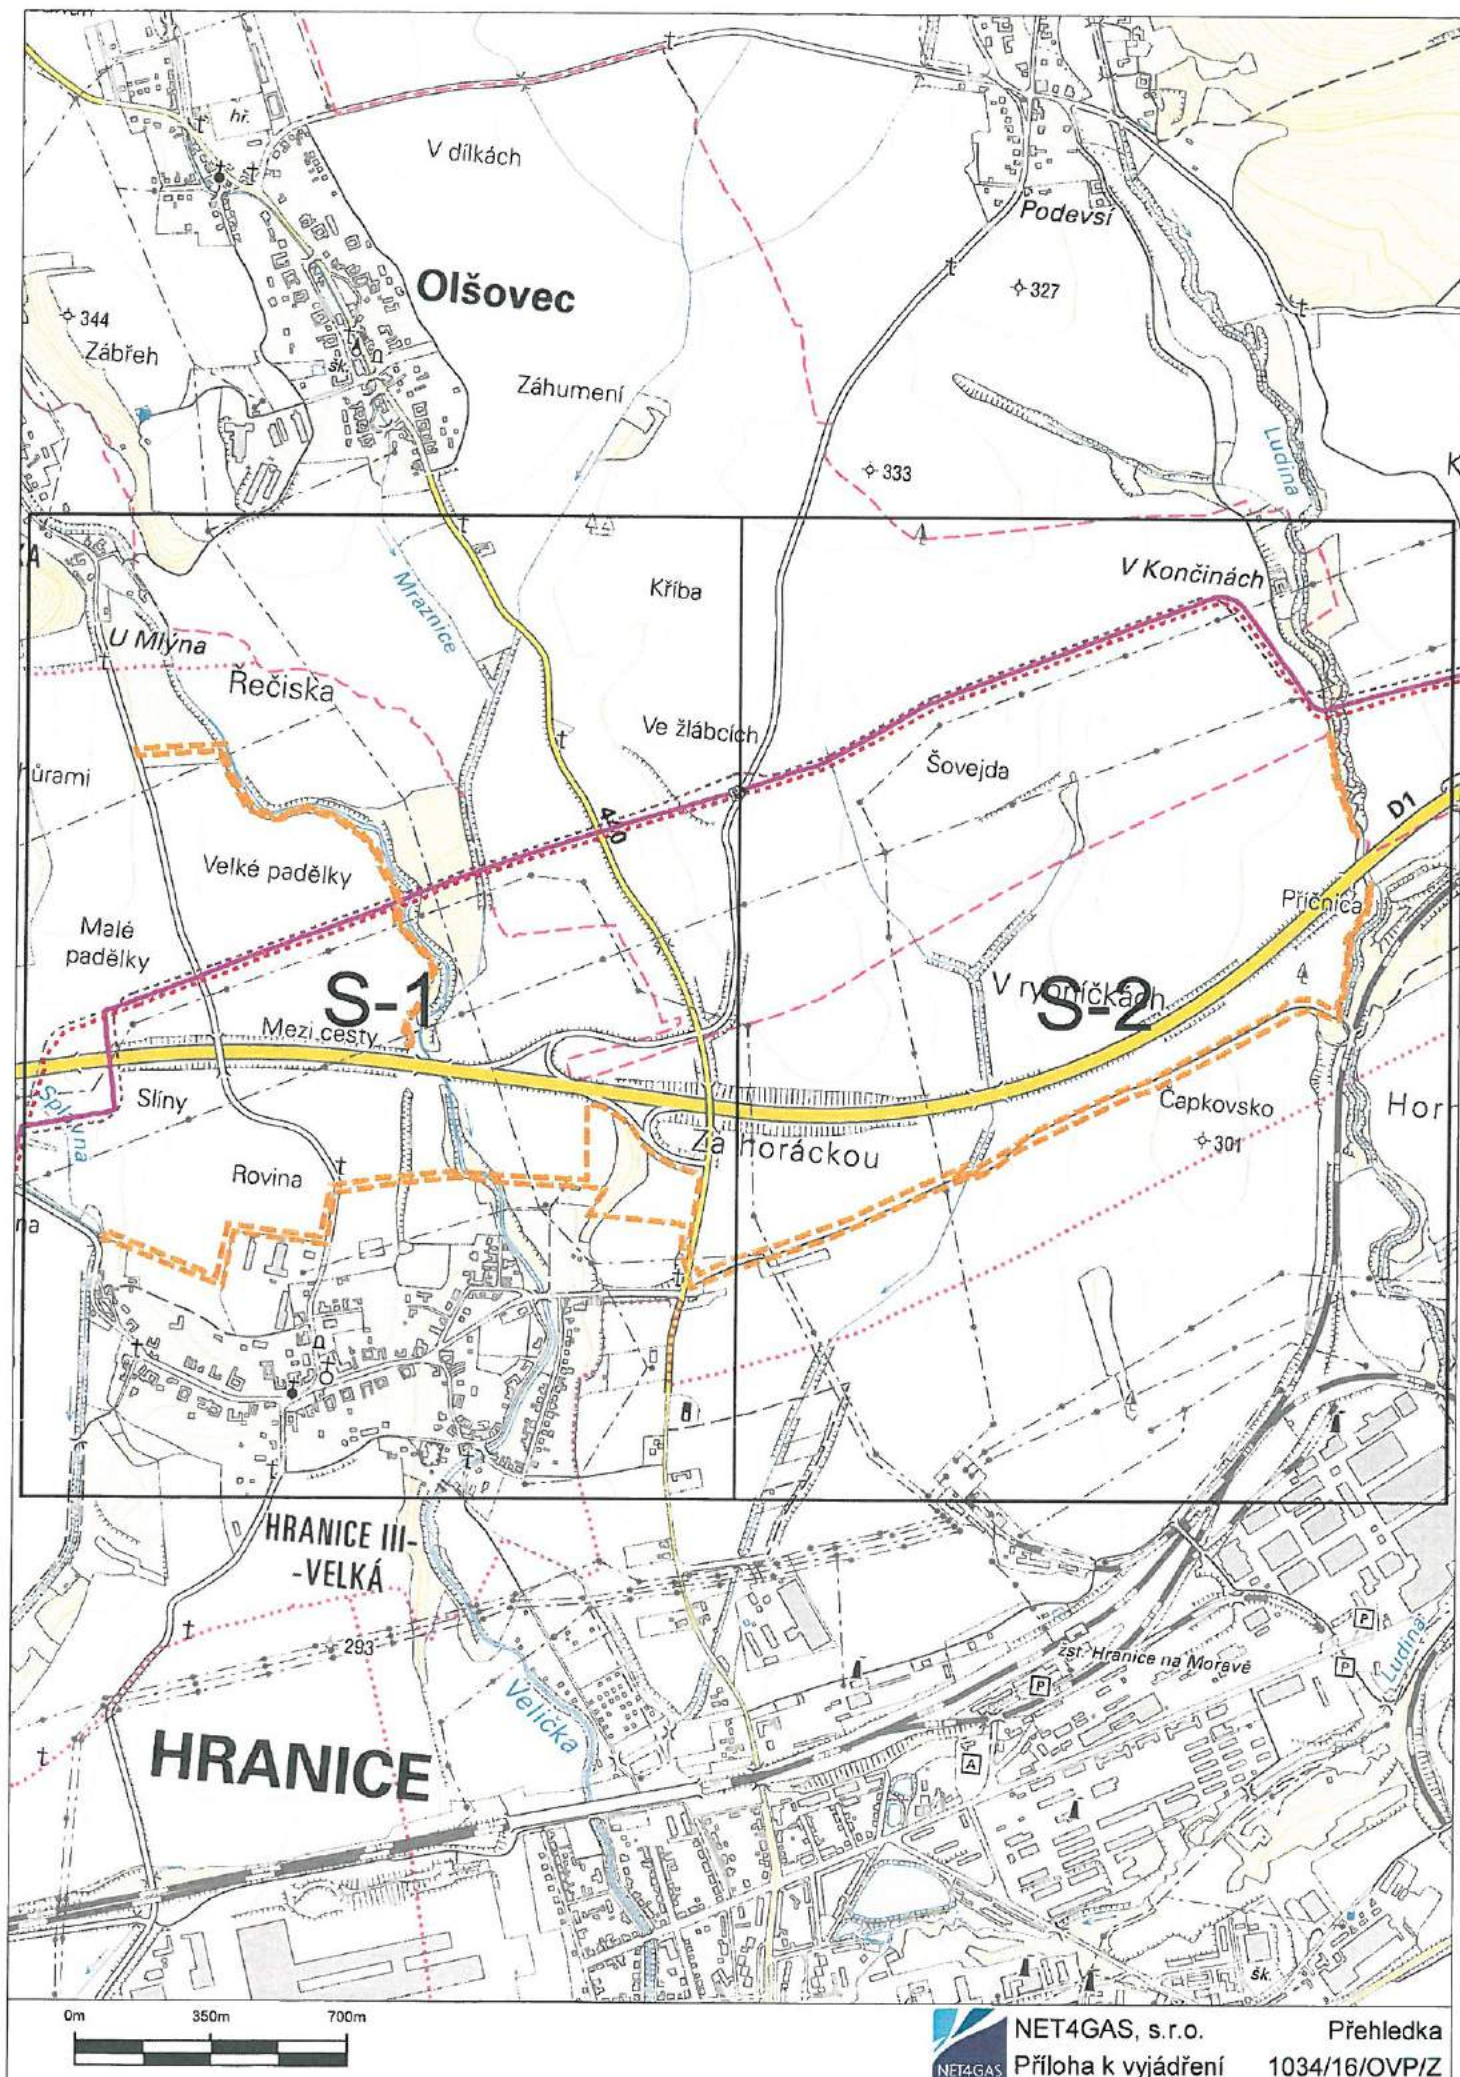 hř.
V dílkách
Podevsí
Olšovec
327
344
Zábřeh
šk.
Záhumení
Ludina
333
K
KA
V Končinách
Mraznice
Kříba
U Mlýna
Řečiska
Ve žlábcích
Šovejda
hůrami
D1
440
Velké padělky
Příčnica
Malé
padělky
S-1
V rybníčkách
S-2
Mezi cesty
Slíny
Čapkovsko
Hor
301
Za horáckou
Rovina
na
HRANICE III-
-VELKÁ
293
P
Ludina
žst. Hranice na Moravě
P
P
Velička
HRANICE
A
šk.
0m 350m 700m
NET4GAS, s.r.o. Přehledka
NET4GAS Příloha k vyjádření 1034/16/OVP/Z